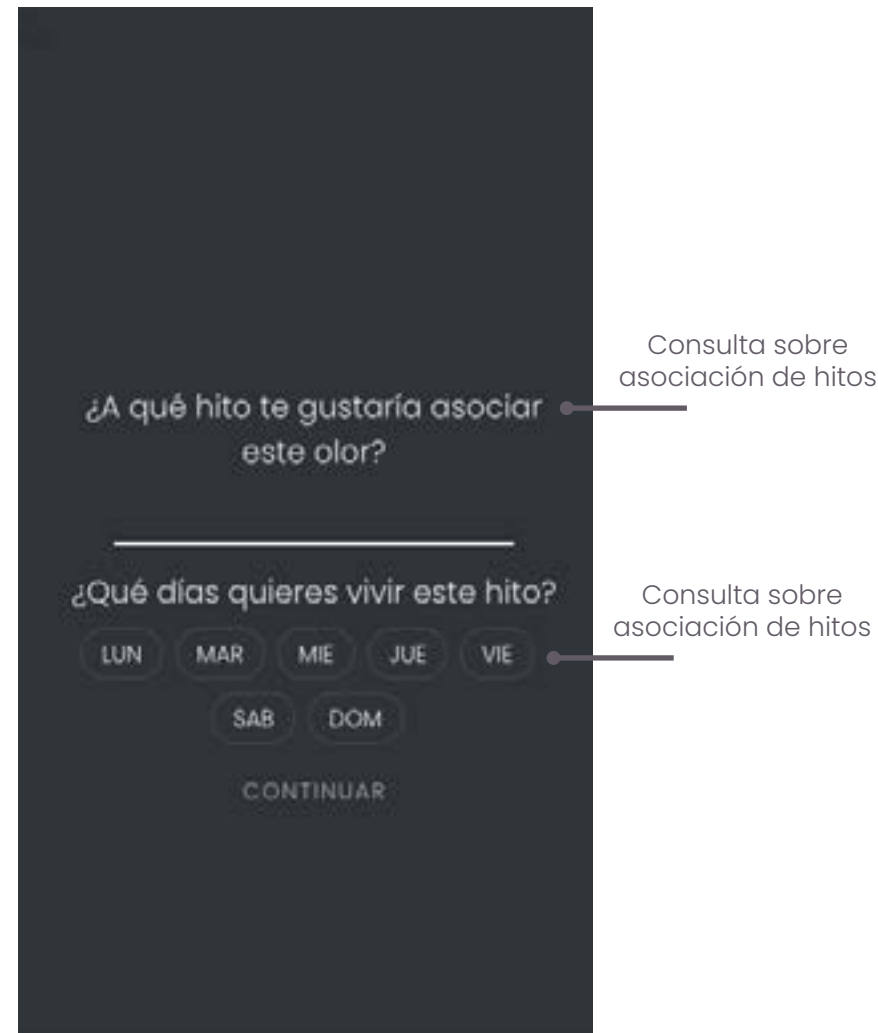 Consulta sobre
asociación de hitos
¿A qué hito te gustaría asociar
este olor?
¿Qué días quieres vivir este hito?
Consulta sobre
asociación de hitos
LUN MAR MIE JUE VIE
SAB DOM
CONTINUAR